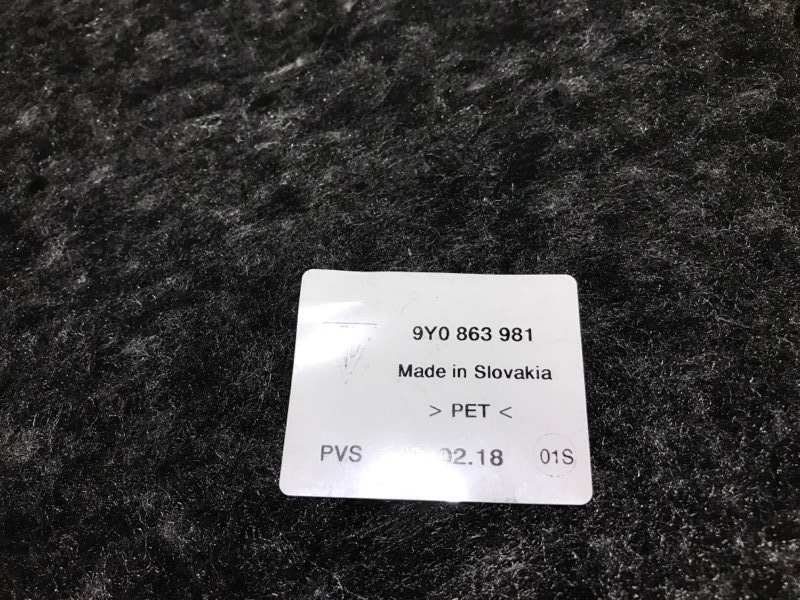 9Y0 863 981
Made in Slovakia
> PET <
PVS 02.18 01S